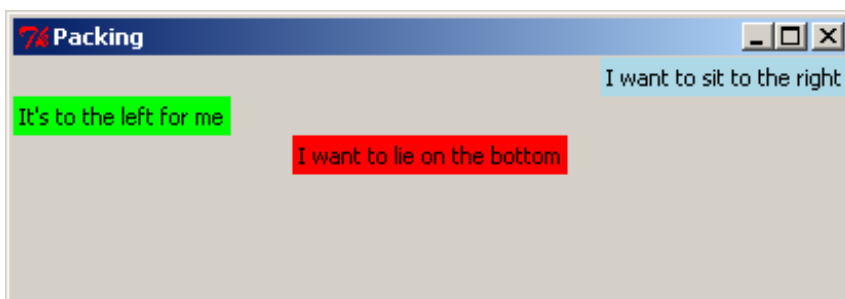 Packing
I want to sit to the right
It's to the left for me
I want to lie on the bottom